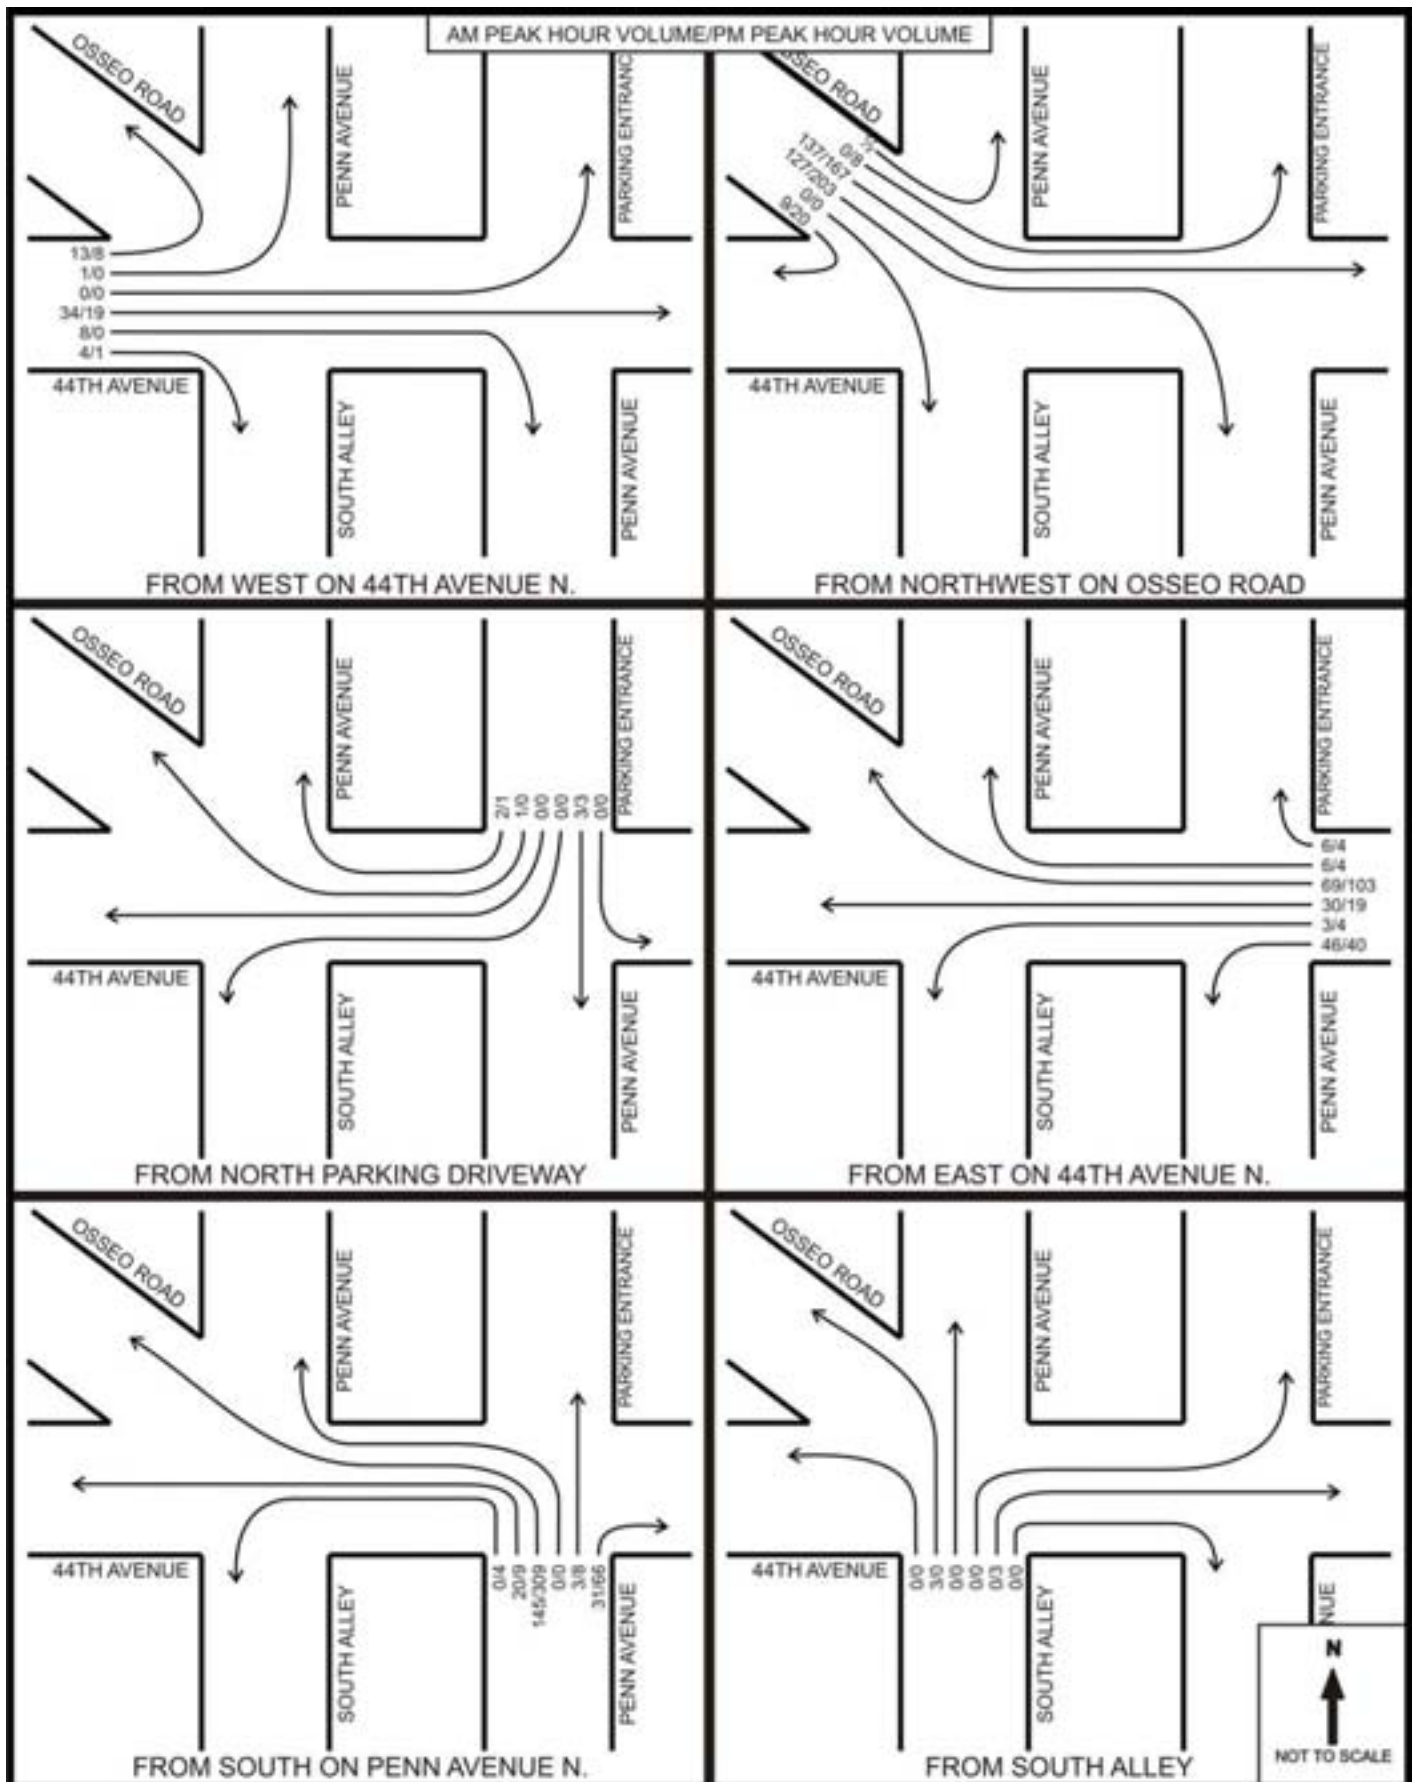 AM PEAK HOUR VOLUME/PM PEAK HOUR VOLUME
OSSEO ROAD
PENN AVENUE
PARKING ENTRANCE
13/8
1/0
0/0
34/19
8/0
4/1
44TH AVENUE
SOUTH ALLEY
PENN AVENUE
FROM WEST ON 44TH AVENUE N.
OSSEO ROAD
PENN AVENUE
PARKING ENTRANCE
0/8
137/167
127/203
0/0
9/20
44TH AVENUE
SOUTH ALLEY
PENN AVENUE
FROM NORTHWEST ON OSSEO ROAD
OSSEO ROAD
PENN AVENUE
PARKING ENTRANCE
2/1
1/0
0/0
0/0
3/3
0/0
44TH AVENUE
SOUTH ALLEY
PENN AVENUE
FROM NORTH PARKING DRIVEWAY
OSSEO ROAD
PENN AVENUE
PARKING ENTRANCE
6/4
6/4
69/103
30/19
3/4
46/40
44TH AVENUE
SOUTH ALLEY
PENN AVENUE
FROM EAST ON 44TH AVENUE N.
OSSEO ROAD
PENN AVENUE
PARKING ENTRANCE
44TH AVENUE
0/4
20/9
145/309
0/0
3/8
31/66
SOUTH ALLEY
PENN AVENUE
FROM SOUTH ON PENN AVENUE N.
OSSEO ROAD
PENN AVENUE
PARKING ENTRANCE
44TH AVENUE
0/0
3/0
0/0
0/0
0/3
0/0
SOUTH ALLEY
NUE
FROM SOUTH ALLEY
N
NOT TO SCALE